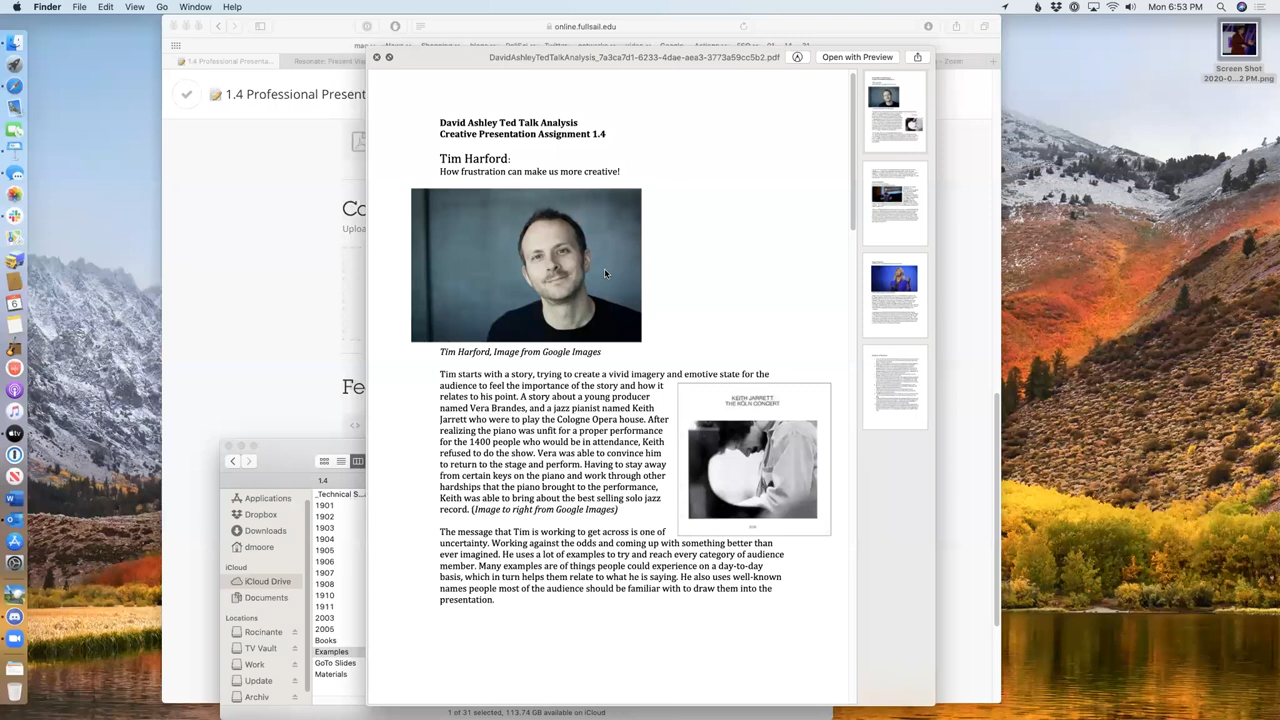 Finder File Edit View Go Window Help
Mon 6:53 PM
online.fullsail.edu
1.4 Professional Presenta...
Resonate: Present Vis
Zoom
DavidAshleyTedTalkAnalysis_7a3ca7d1-6233-4dae-aea3-3773a59cc5b2.pdf
Open with Preview
Screen Shot
2020-0...2 PM.png
1.4 Professional Present
Co
Uploa
Fe
David Ashley Ted Talk Analysis
Creative Presentation Assignment 1.4
Tim Harford:
How frustration can make us more creative!
Tim Harford, Image from Google Images
Tim starts with a story, trying to create a vivid imagery and emotive state for the
audience to feel the importance of the story and how it
relates to his point. A story about a young producer
named Vera Brandes, and a jazz pianist named Keith
Jarrett who were to play the Cologne Opera house. After
realizing the piano was unfit for a proper performance
for the 1400 people who would be in attendance, Keith
refused to do the show. Vera was able to convince him
to return to the stage and perform. Having to stay away
from certain keys on the piano and work through other
hardships that the piano brought to the performance,
Keith was able to bring about the best selling solo jazz
record. (Image to right from Google Images)
KEITH JARRETT
THE KÖLN CONCERT
The message that Tim is working to get across is one of
uncertainty. Working against the odds and coming up with something better than
ever imagined. He uses a lot of examples to try and reach every category of audience
member. Many examples are of things people could experience on a day-to-day
basis, which in turn helps them relate to what he is saying. He also uses well-known
names people most of the audience should be familiar with to draw them into the
presentation.
1.4
Applications
Dropbox
Downloads
dmoore
iCloud
iCloud Drive
Documents
Locations
Rocinante
TV Vault
Work
Update
Archiv
_Technical S...
1901
1902
1903
1904
1905
1906
1907
1908
1910
1911
2003
2005
Books
Examples
GoTo Slides
Materials
1 of 31 selected, 113.74 GB available on iCloud